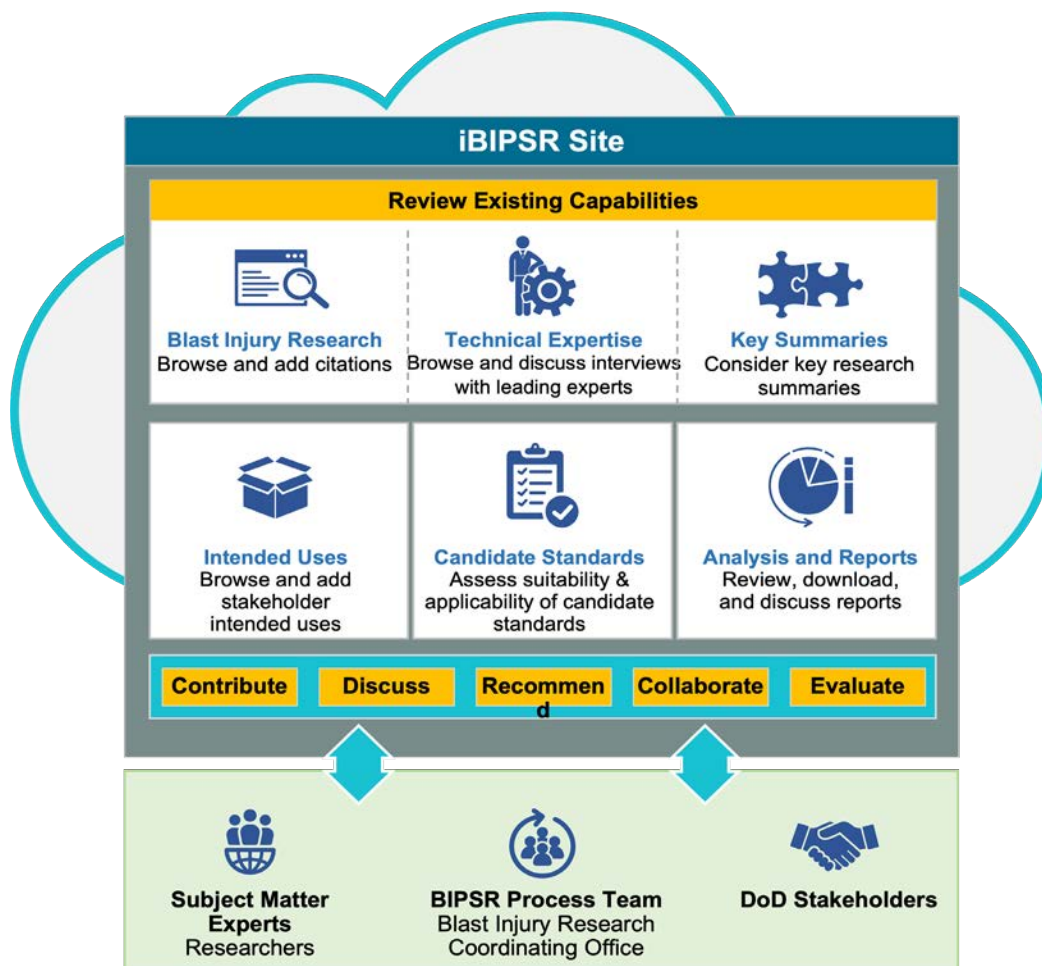 iBIPSR Site
Review Existing Capabilities
Blast Injury Research
Browse and add citations
Technical Expertise
Browse and discuss interviews
with leading experts
Key Summaries
Consider key research
summaries
Intended Uses
Browse and add
stakeholder
intended uses
Candidate Standards
Assess suitability &
applicability of candidate
standards
Analysis and Reports
Review, download,
and discuss reports
Contribute
Discuss
Recommen
d
Collaborate
Evaluate
Subject Matter
Experts
Researchers
BIPSR Process Team
Blast Injury Research
Coordinating Office
DoD Stakeholders